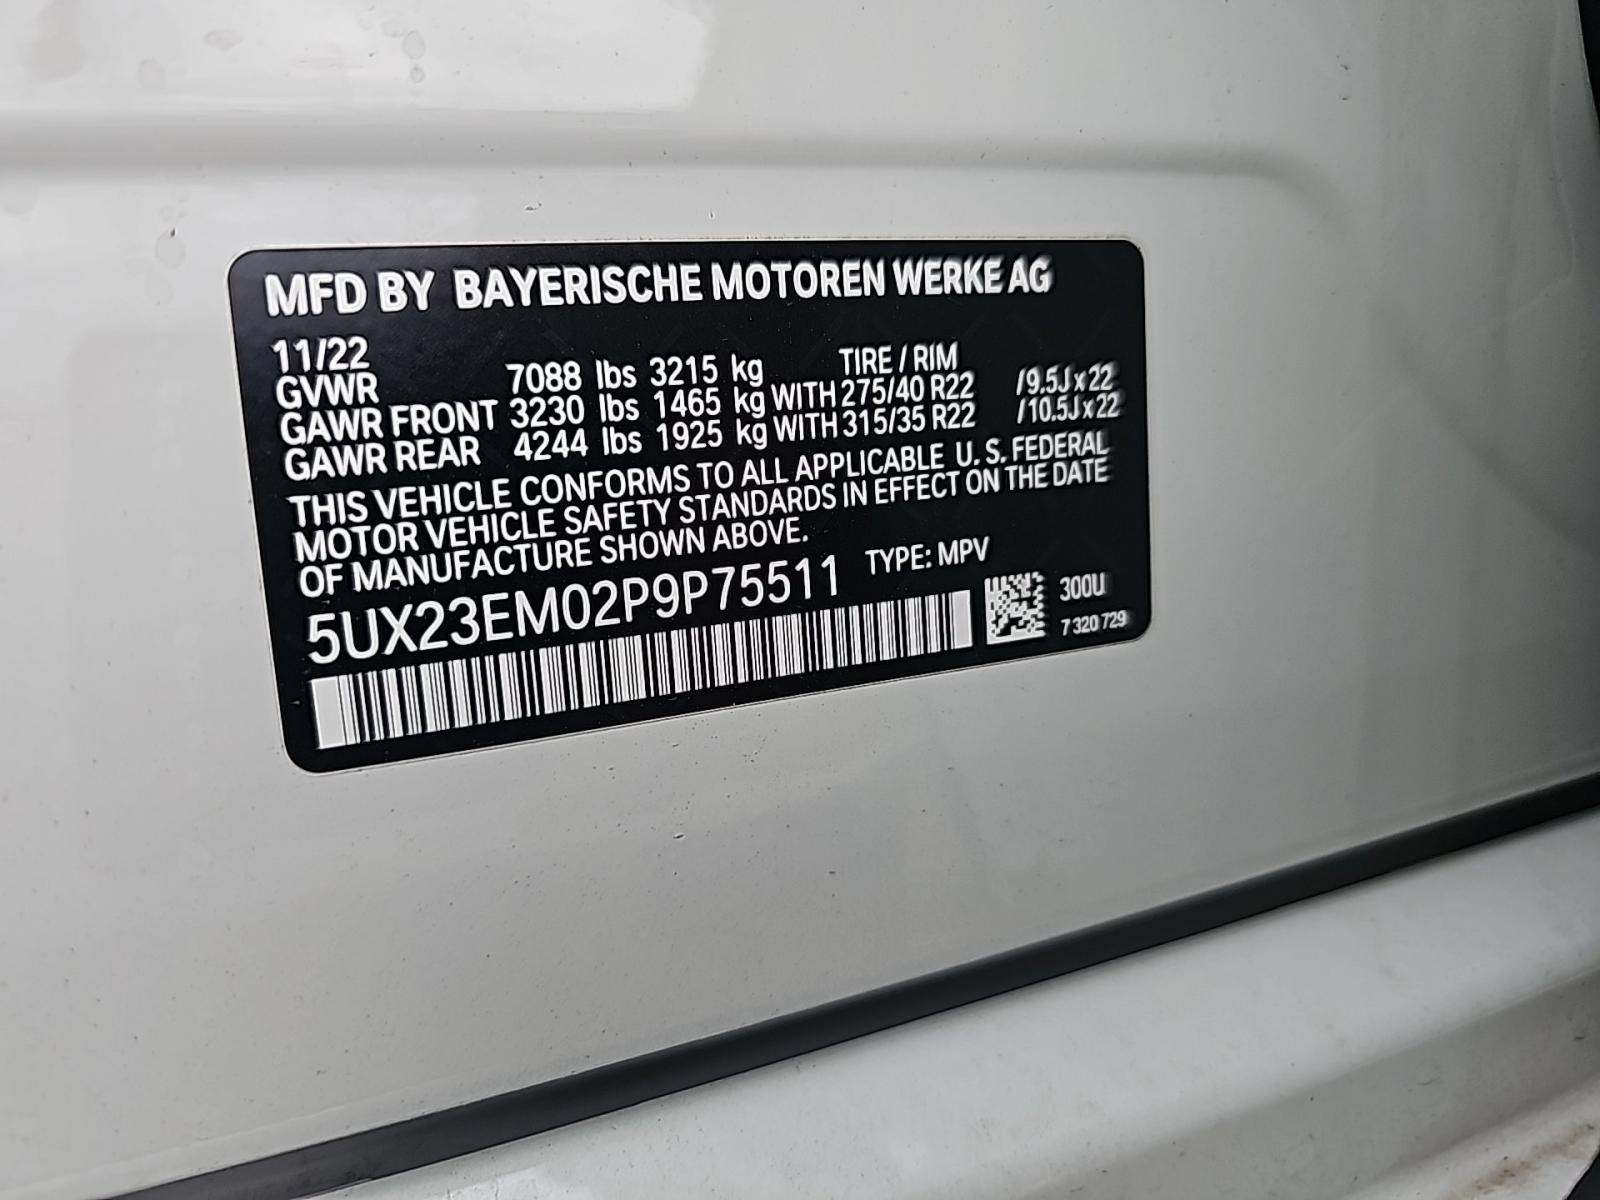 MFD BY BAYERISCHE MOTOREN WERKE AG
11/22 TIRE / RIM
GVWR 7088 lbs 3215 kg
GAWR FRONT 3230 lbs 1465 kg WITH 275/40 R22 /9.5J x 22
GAWR REAR 4244 lbs 1925 kg WITH 315/35 R22 /10.5J x 22
THIS VEHICLE CONFORMS TO ALL APPLICABLE U.S. FEDERAL
MOTOR VEHICLE SAFETY STANDARDS IN EFFECT ON THE DATE
OF MANUFACTURE SHOWN ABOVE.
5UX23EM02P9P75511 TYPE: MPV
300U
7 320 729